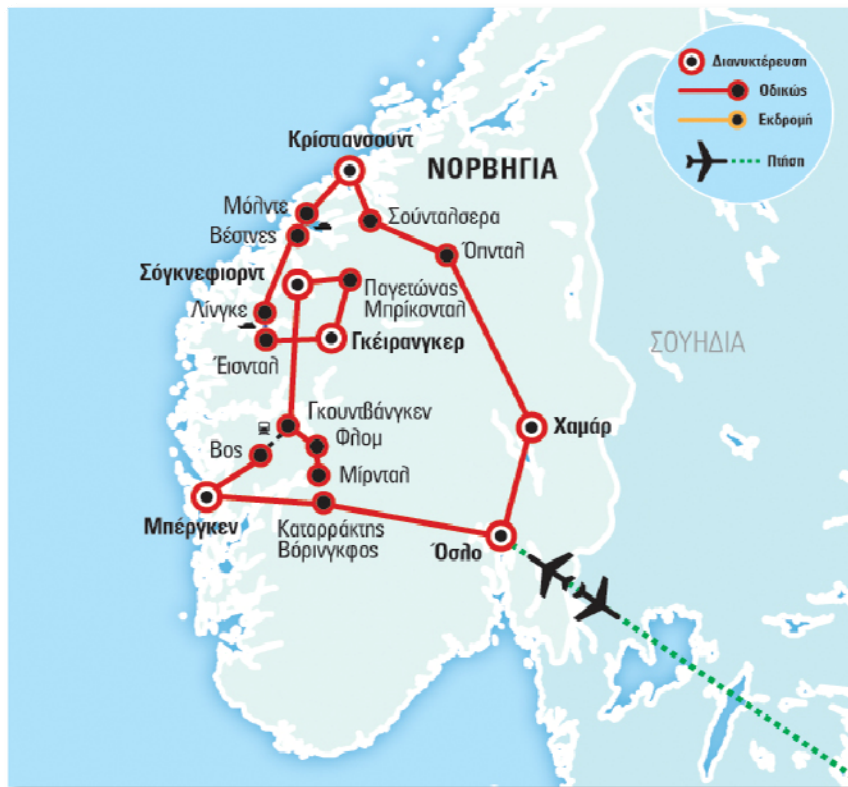 Διανυκτέρευση
Οδικώς
Εκδρομή
Πτήση
Κρίστιανσουντ
ΝΟΡΒΗΓΙΑ
Μόλντε
Σούνταλσερα
Βέστνες
Όπνταλ
Σόγκνεφιορντ
Παγετώνας
Μπρίκσνταλ
Λίνγκε
Γκέιρανγκερ
ΣΟΥΗΔΙΑ
Έισνταλ
Γκουντβάνγκεν
Χαμάρ
Φλομ
Βος
Μίρνταλ
Μπέργκεν
Καταρράκτης
Βόρινγκφος
Όσλο